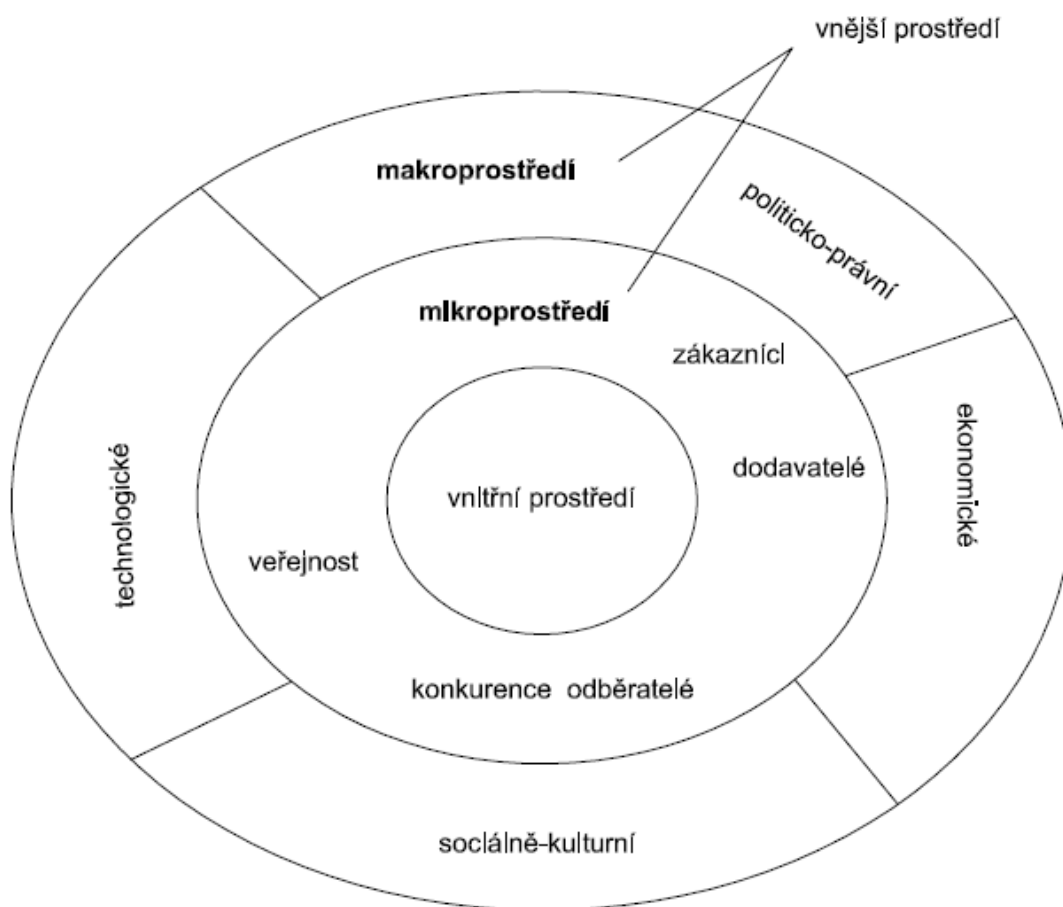 vnější prostředí
makroprostředí
politicko-právní
mikroprostředí
zákazníci
ekonomické
dodavatelé
technologické
vnitřní prostředí
veřejnost
konkurence odběratelé
sociálně-kulturní